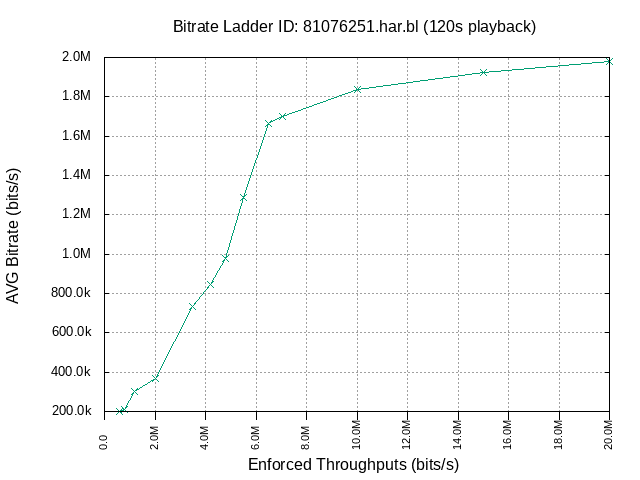 Bitrate Ladder ID: 81076251.har.bl (120s playback)
2.0M
1.8M
1.6M
1.4M
1.2M
1.0M
800.0k
600.0k
400.0k
200.0k
AVG Bitrate (bits/s)
0.0
2.0M
4.0M
6.0M
8.0M
10.0M
12.0M
14.0M
16.0M
18.0M
20.0M
Enforced Throughputs (bits/s)